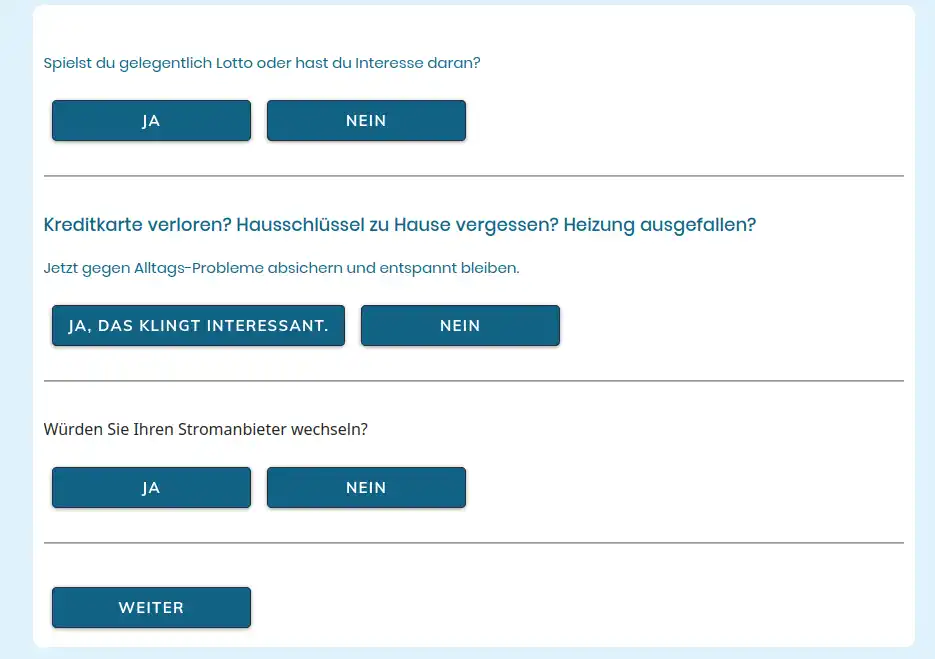 Spielst du gelegentlich Lotto oder hast du Interesse daran?
JA NEIN
Kreditkarte verloren? Hausschlüssel zu Hause vergessen? Heizung ausgefallen?
Jetzt gegen Alltags-Probleme absichern und entspannt bleiben.
JA, DAS KLINGT INTERESSANT. NEIN
Würden Sie Ihren Stromanbieter wechseln?
JA NEIN
WEITER